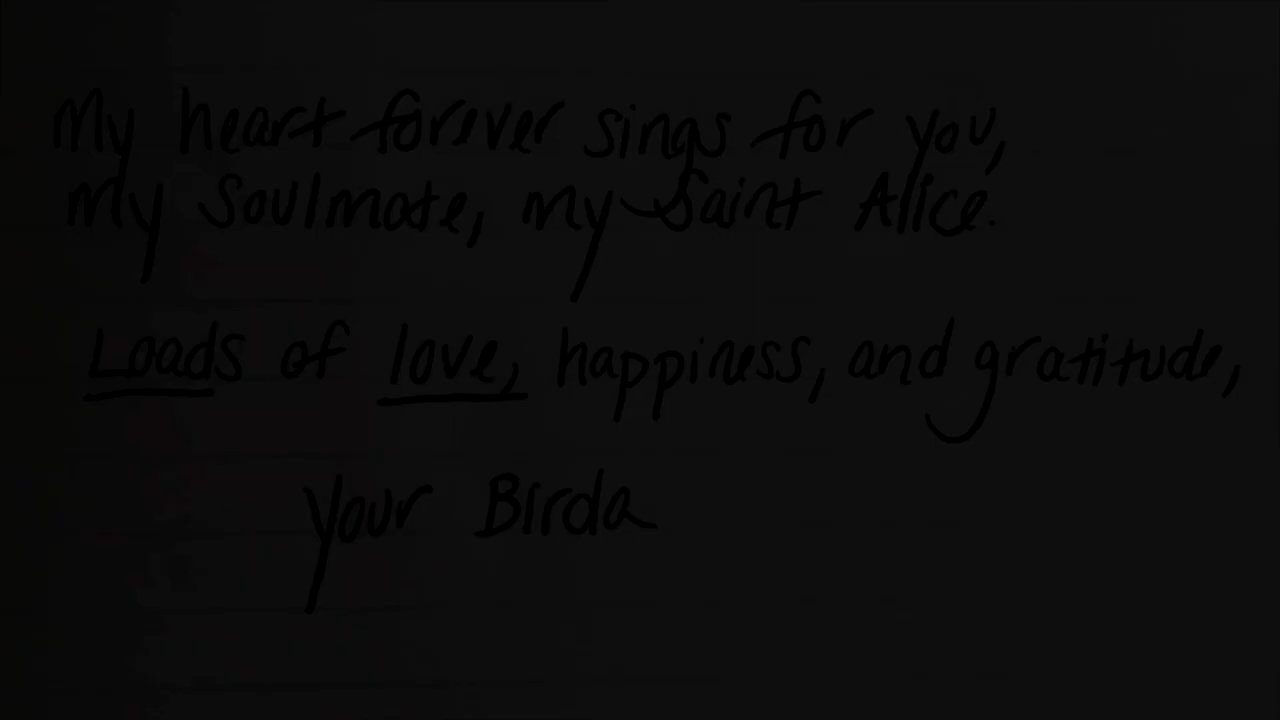 My heart forever sings for you,
my Soulmate, my Saint Alice.
Loads of love, happiness, and gratitude,
your Birda